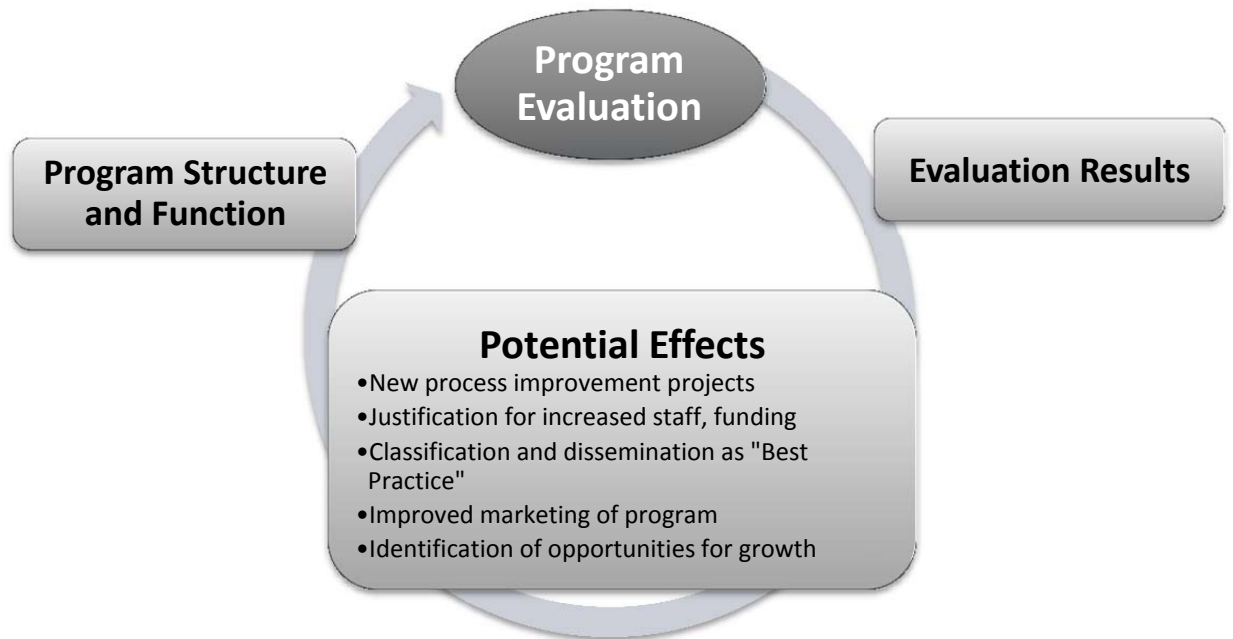 Program
Evaluation
Program Structure
and Function
Evaluation Results
Potential Effects
•New process improvement projects
•Justification for increased staff, funding
•Classification and dissemination as "Best
Practice"
•Improved marketing of program
•Identification of opportunities for growth